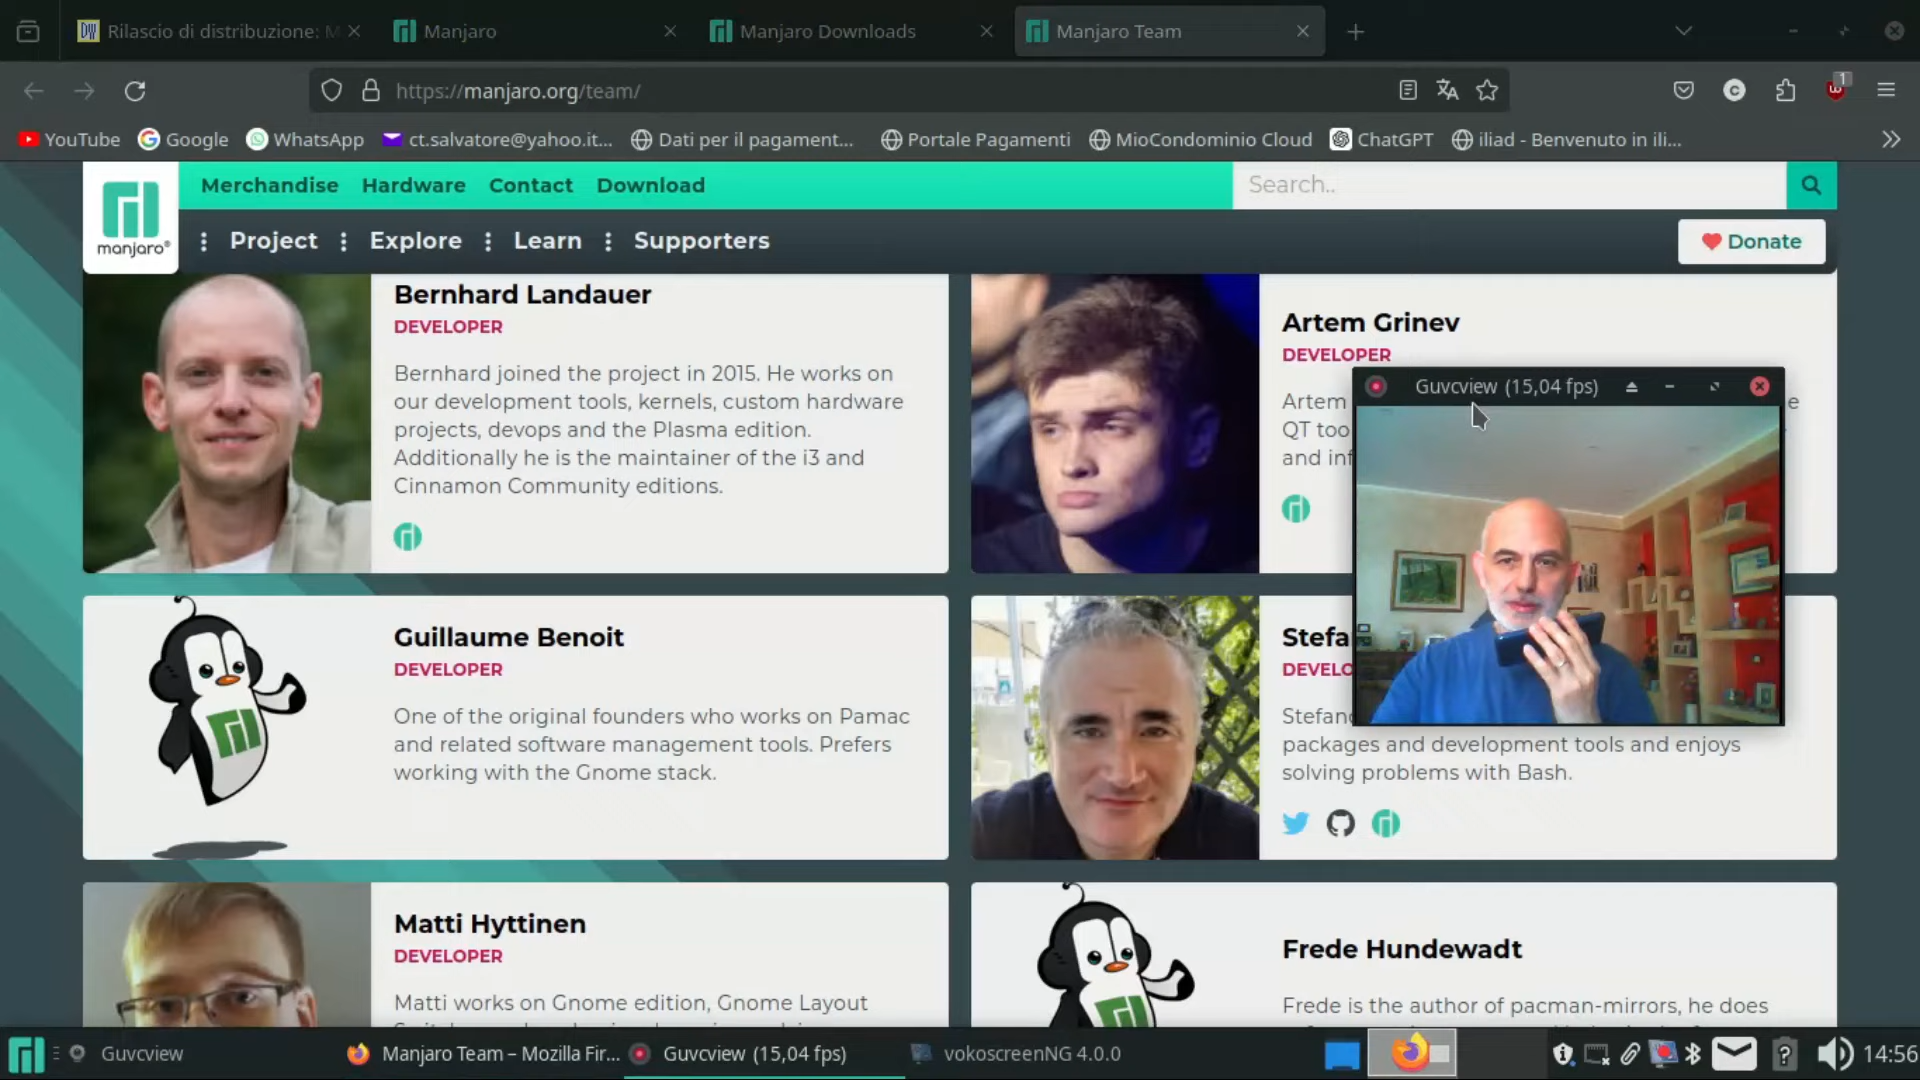 Rilascio di distribuzione: M
Manjaro
Manjaro Downloads
Manjaro Team
https://manjaro.org/team/
1
YouTube
Google
WhatsApp
ct.salvatore@yahoo.it...
Dati per il pagament...
Portale Pagamenti
MioCondominio Cloud
ChatGPT
iliad - Benvenuto in ili...
manjaro®
Merchandise
Hardware
Contact
Download
Search..
Project
Explore
Learn
Supporters
Donate
Bernhard Landauer
DEVELOPER
Bernhard joined the project in 2015. He works on
our development tools, kernels, custom hardware
projects, devops and the Plasma edition.
Additionally he is the maintainer of the i3 and
Cinnamon Community editions.
Artem Grinev
DEVELOPER
Artem
QT too
Guvcview (15,04 fps)
Guillaume Benoit
DEVELOPER
One of the original founders who works on Pamac
and related software management tools. Prefers
working with the Gnome stack.
Stefa
DEVELO
packages and development tools and enjoys
solving problems with Bash.
Matti Hyttinen
DEVELOPER
Matti works on Gnome edition, Gnome Layout
Frede Hundewadt
Frede is the author of pacman-mirrors, he does
Guvcview
Manjaro Team – Mozilla Fir...
Guvcview (15,04 fps)
vokoscreenNG 4.0.0
14:56